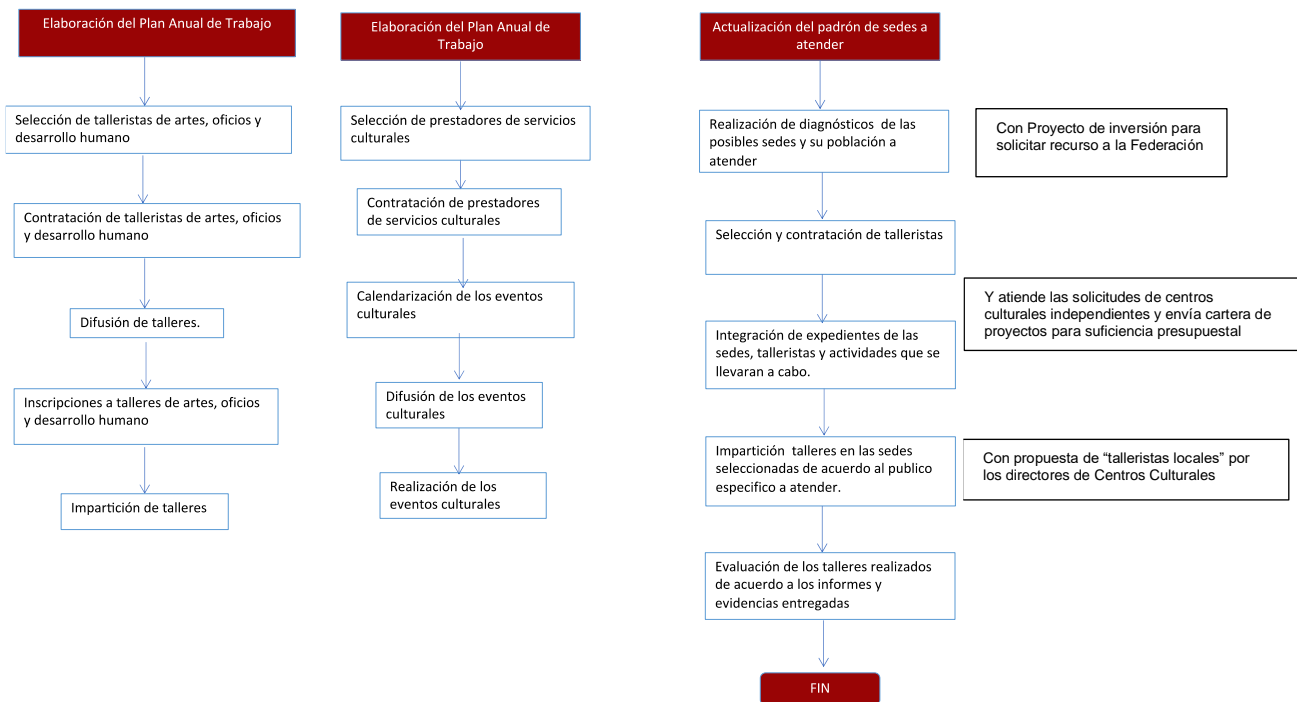 Elaboración del Plan Anual de Trabajo
Selección de talleristas de artes, oficios y
desarrollo humano
Contratación de talleristas de artes, oficios
y desarrollo humano
Difusión de talleres.
Inscripciones a talleres de artes, oficios
y desarrollo humano
Impartición de talleres
Elaboración del Plan Anual de
Trabajo
Selección de prestadores de servicios
culturales
Contratación de prestadores
de servicios culturales
Calendarización de los eventos
culturales
Difusión de los eventos
culturales
Realización de los
eventos culturales
Actualización del padrón de sedes a
atender
Realización de diagnósticos de las
posibles sedes y su población a
atender
Selección y contratación de talleristas
Integración de expedientes de las
sedes, talleristas y actividades que se
llevaran a cabo.
Impartición talleres en las sedes
seleccionadas de acuerdo al publico
especifico a atender.
Evaluación de los talleres realizados
de acuerdo a los informes y
evidencias entregadas
FIN
Con Proyecto de inversión para
solicitar recurso a la Federación
Y atiende las solicitudes de centros
culturales independientes y envía cartera de
proyectos para suficiencia presupuestal
Con propuesta de “talleristas locales” por
los directores de Centros Culturales